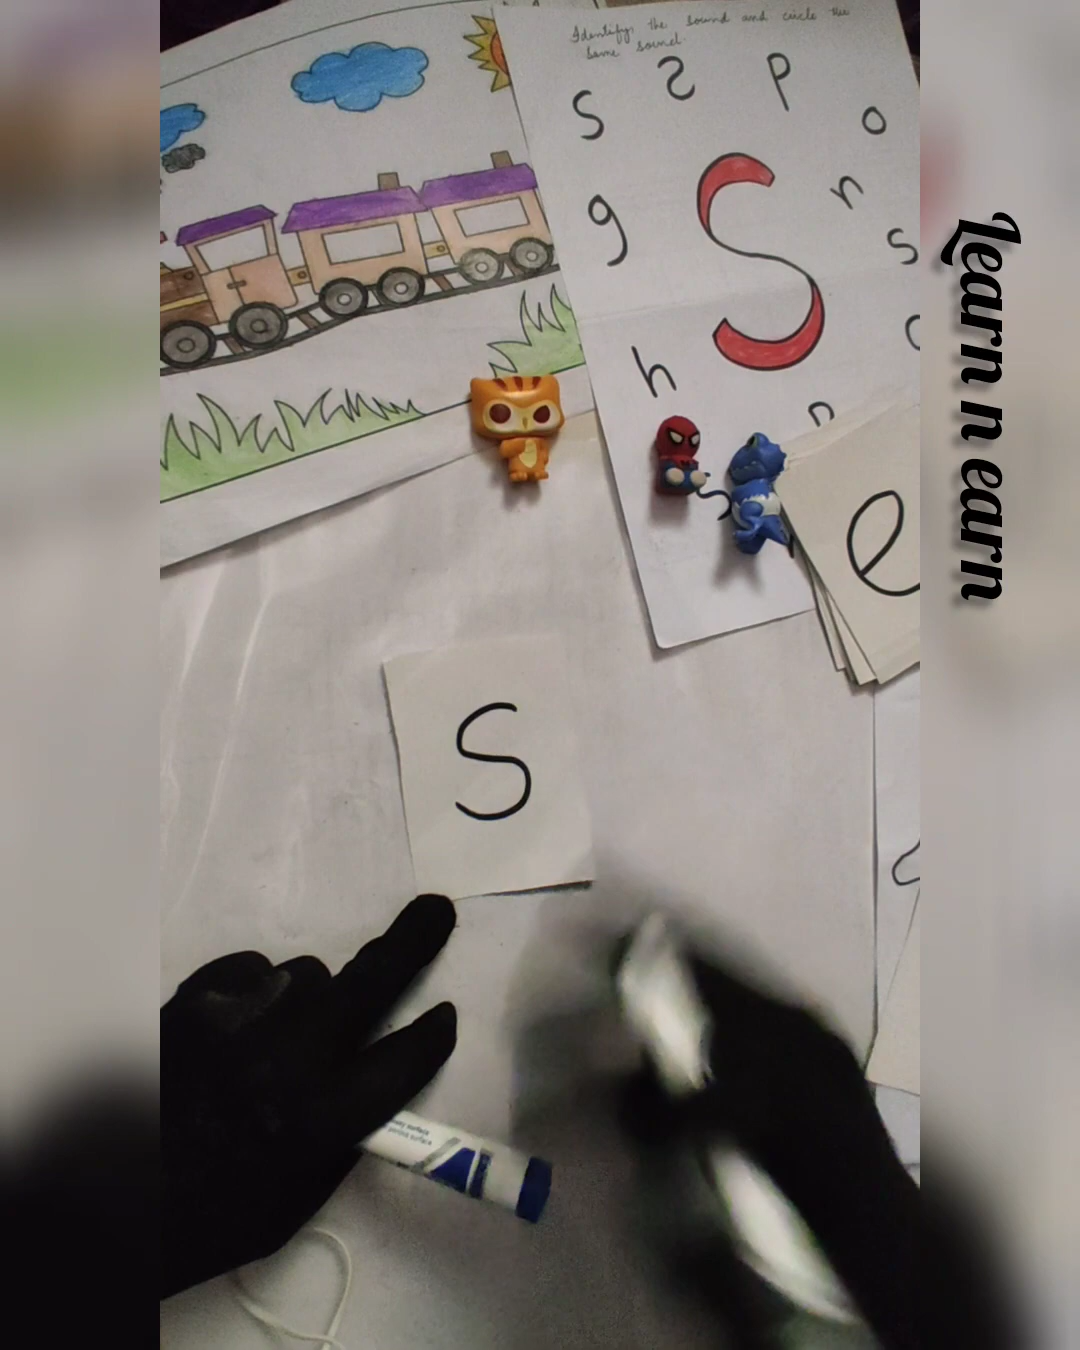 Identify the sound and circle the
same sound.
s
s
p
o
g
n
s
S
h
n
s
e
s
Learn n earn